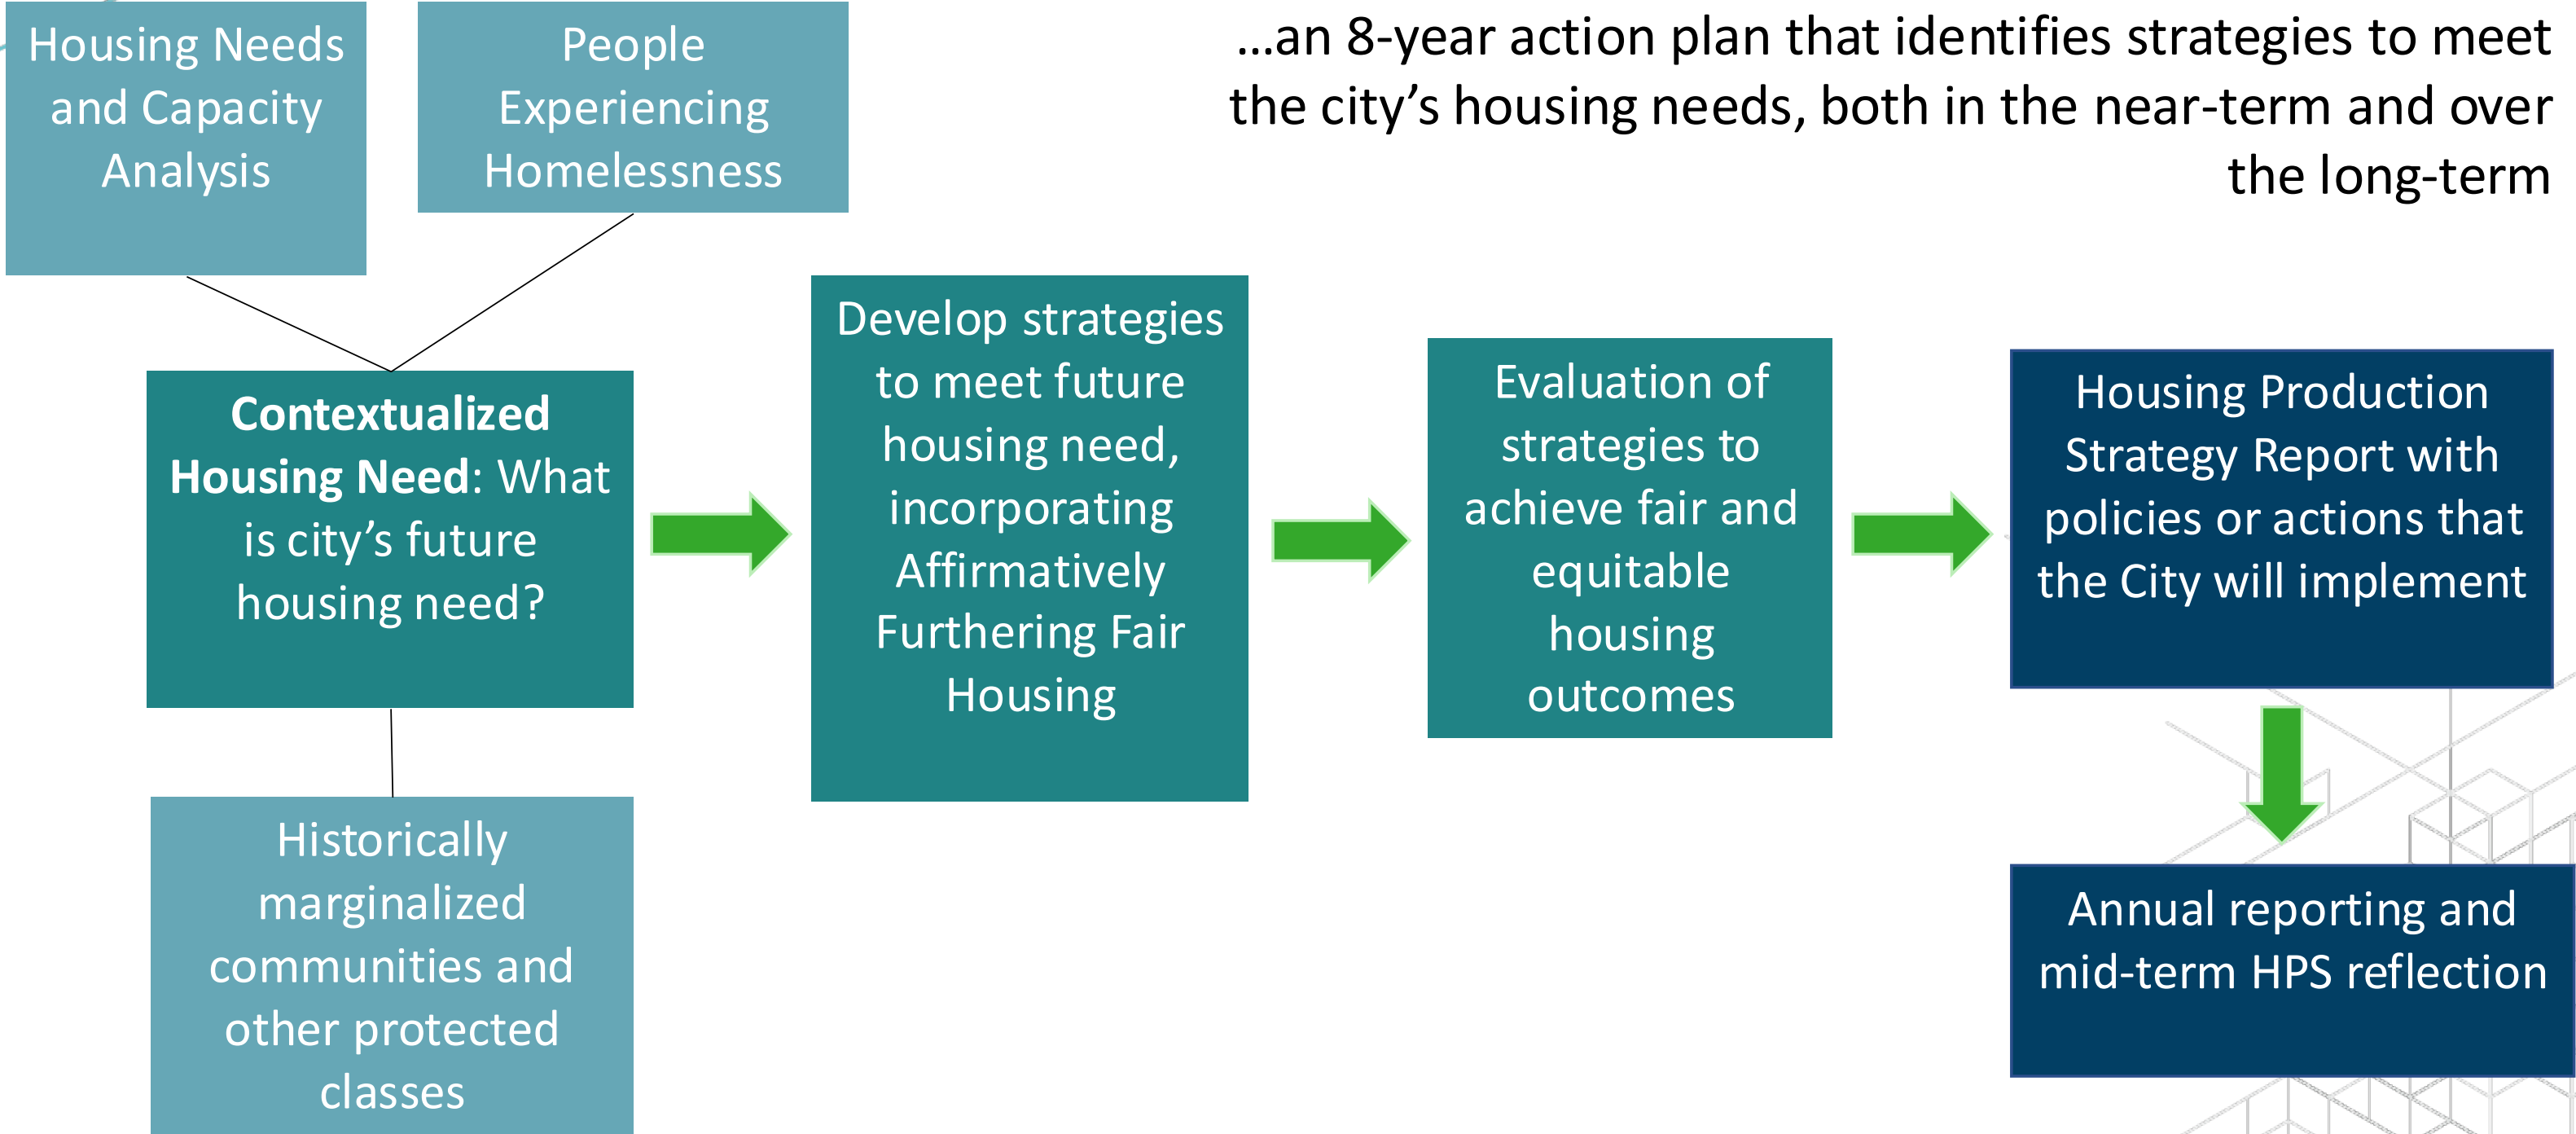 Housing Needs
and Capacity
Analysis
People
Experiencing
Homelessness
...an 8-year action plan that identifies strategies to meet
the city’s housing needs, both in the near-term and over
the long-term
Contextualized
Housing Need: What
is city’s future
housing need?
Develop strategies
to meet future
housing need,
incorporating
Affirmatively
Furthering Fair
Housing
Evaluation of
strategies to
achieve fair and
equitable
housing
outcomes
Housing Production
Strategy Report with
policies or actions that
the City will implement
Historically
marginalized
communities and
other protected
classes
Annual reporting and
mid-term HPS reflection